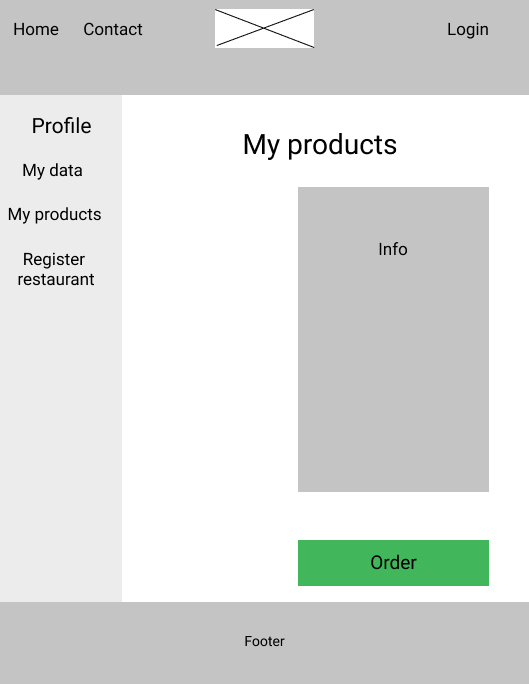 Home
Contact
Login
Profile
My data
My products
Register
restaurant
My products
Info
Order
Footer